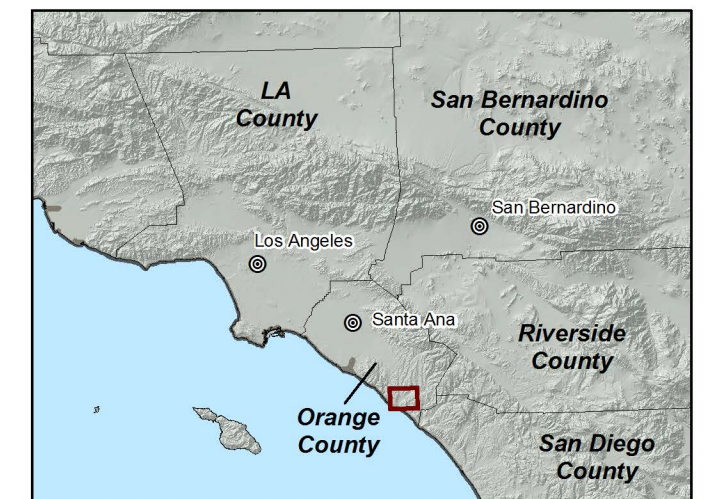 LA
County
San Bernardino
County
San Bernardino
Los Angeles
Santa Ana
Riverside
County
Orange
County
San Diego
County